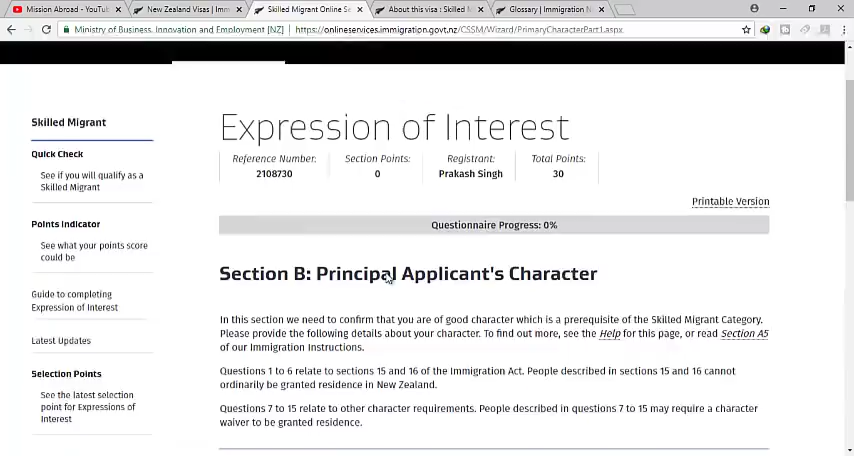 Mission Abroad - YouTub
New Zealand Visas | Imm
Skilled Migrant Online Se
About this visa : Skilled M
Glossary | Immigration N
Ministry of Business, Innovation and Employment [NZ]
https://onlineservices.immigration.govt.nz/CSSM/Wizard/PrimaryCharacterPart1.aspx
Skilled Migrant
Quick Check
See if you will qualify as a
Skilled Migrant
Points Indicator
See what your points score
could be
Guide to completing
Expression of Interest
Latest Updates
Selection Points
See the latest selection
point for Expressions of
Interest
Expression of Interest
Reference Number: Section Points: Registrant: Total Points:
2108730 0 Prakash Singh 30
Printable Version
Questionnaire Progress: 0%
Section B: Principal Applicant's Character
In this section we need to confirm that you are of good character which is a prerequisite of the Skilled Migrant Category.
Please provide the following details about your character. To find out more, see the Help for this page, or read Section A5
of our Immigration Instructions.
Questions 1 to 6 relate to sections 15 and 16 of the Immigration Act. People described in sections 15 and 16 cannot
ordinarily be granted residence in New Zealand.
Questions 7 to 15 relate to other character requirements. People described in questions 7 to 15 may require a character
waiver to be granted residence.